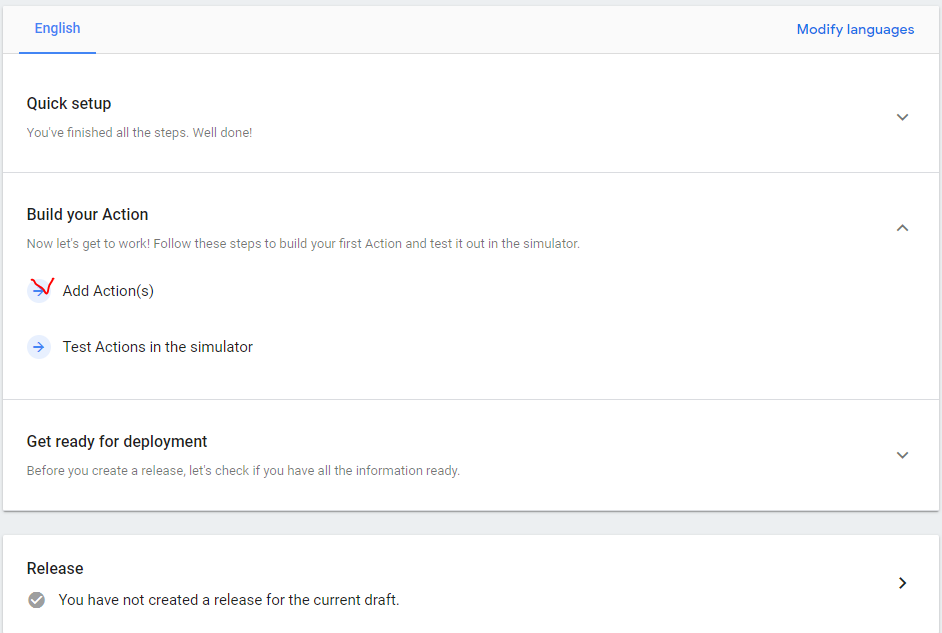 English
Modify languages
Quick setup
You've finished all the steps. Well done!
Build your Action
Now let's get to work! Follow these steps to build your first Action and test it out in the simulator.
Add Action(s)
Test Actions in the simulator
Get ready for deployment
Before you create a release, let's check if you have all the information ready.
Release
You have not created a release for the current draft.